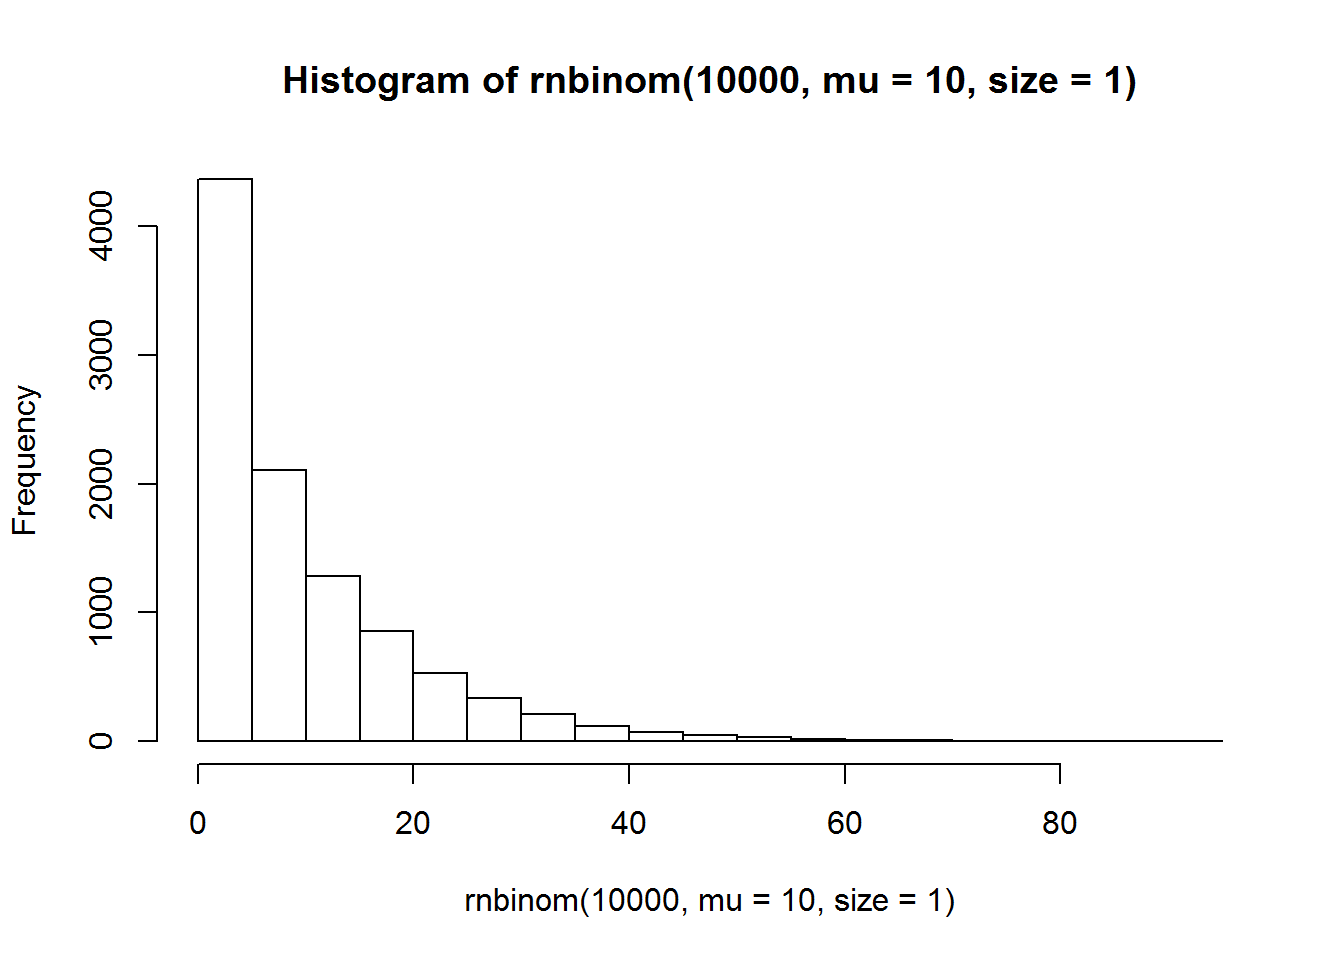 Histogram of rnbinom(10000, mu = 10, size = 1)
Frequency
4000
3000
2000
1000
0
0 20 40 60 80
rnbinom(10000, mu = 10, size = 1)